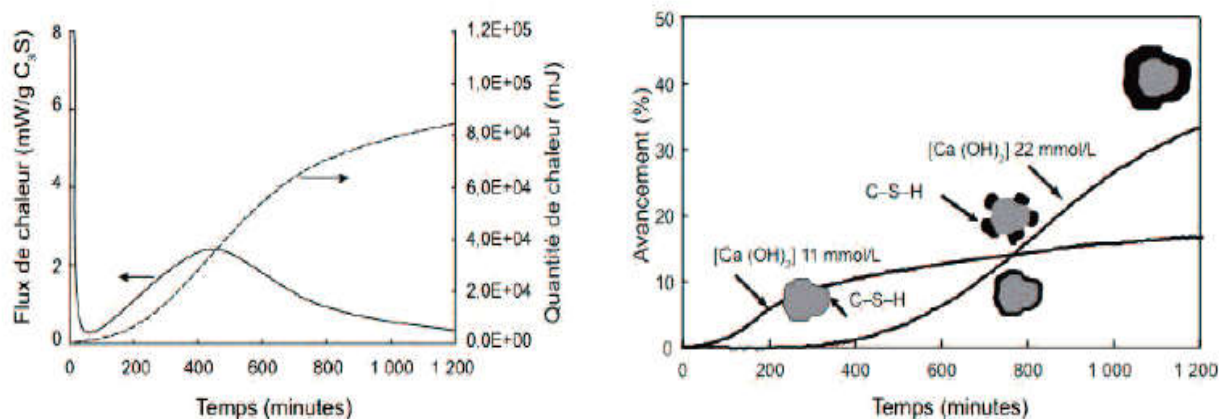 Flux de chaleur (mW/g C₃S)
8
6
4
2
0
0 200 400 600 800 1 000 1 200
Temps (minutes)
1,2E+05
1,0E+05
8,0E+04
6,0E+04
4,0E+04
2,0E+04
0,0E+00
Quantité de chaleur (mJ)
Avancement (%)
50
40
30
20
10
0
[Ca (OH)₂] 22 mmol/L
C–S–H
[Ca (OH)₂] 11 mmol/L
C–S–H
0 200 400 600 800 1 000 1 200
Temps (minutes)